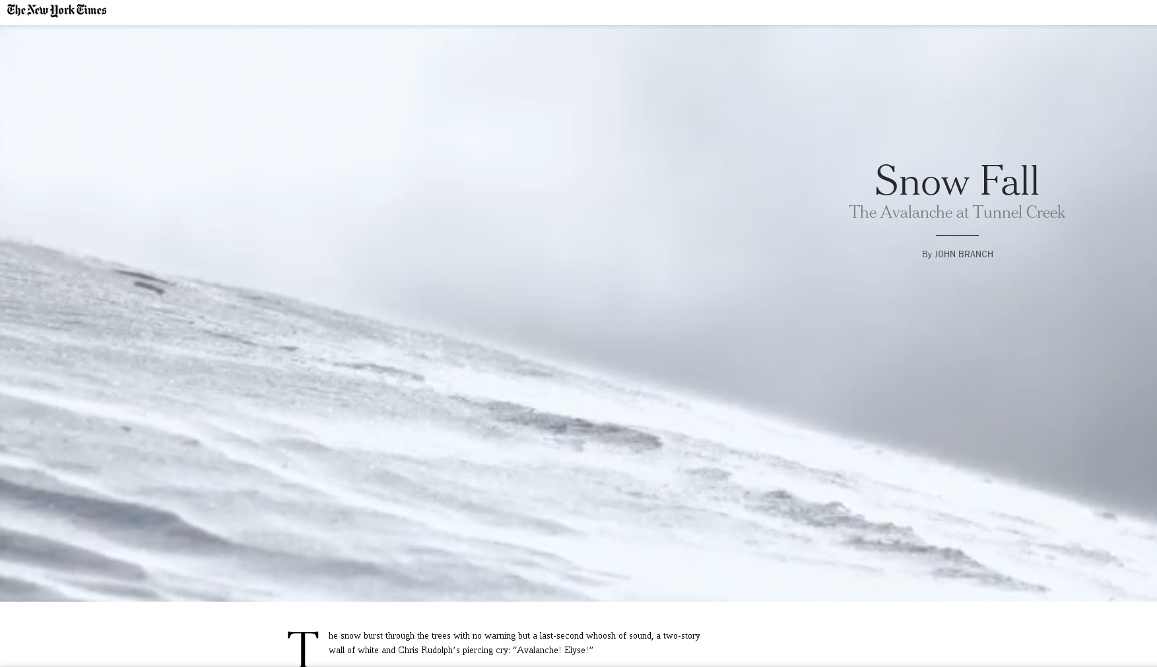 The New York Times
Snow Fall
The Avalanche at Tunnel Creek
By JOHN BRANCH
The snow burst through the trees with no warning but a last-second whoosh of sound, a two-story
wall of white and Chris Rudolph's piercing cry: “Avalanche! Elyse!”